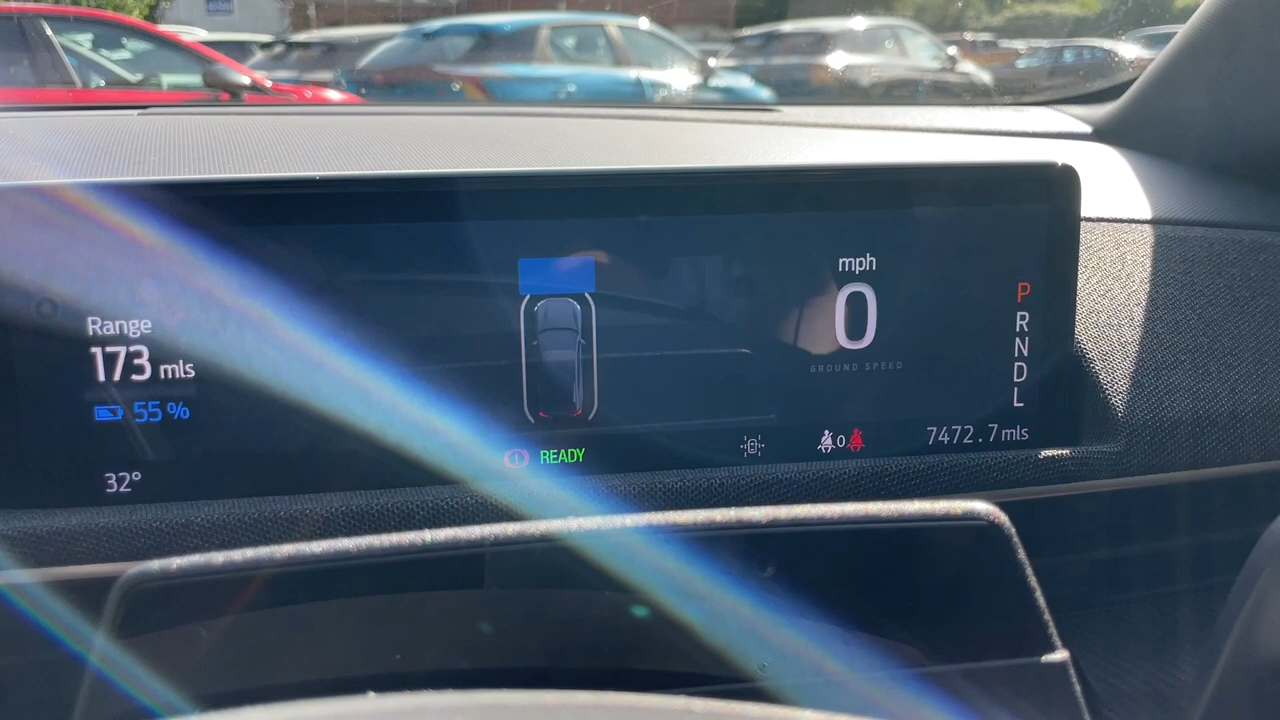 Range
173 mls
55 %
32°
READY
mph
0
GROUND SPEED
0
P
R
N
D
L
7472.7 mls